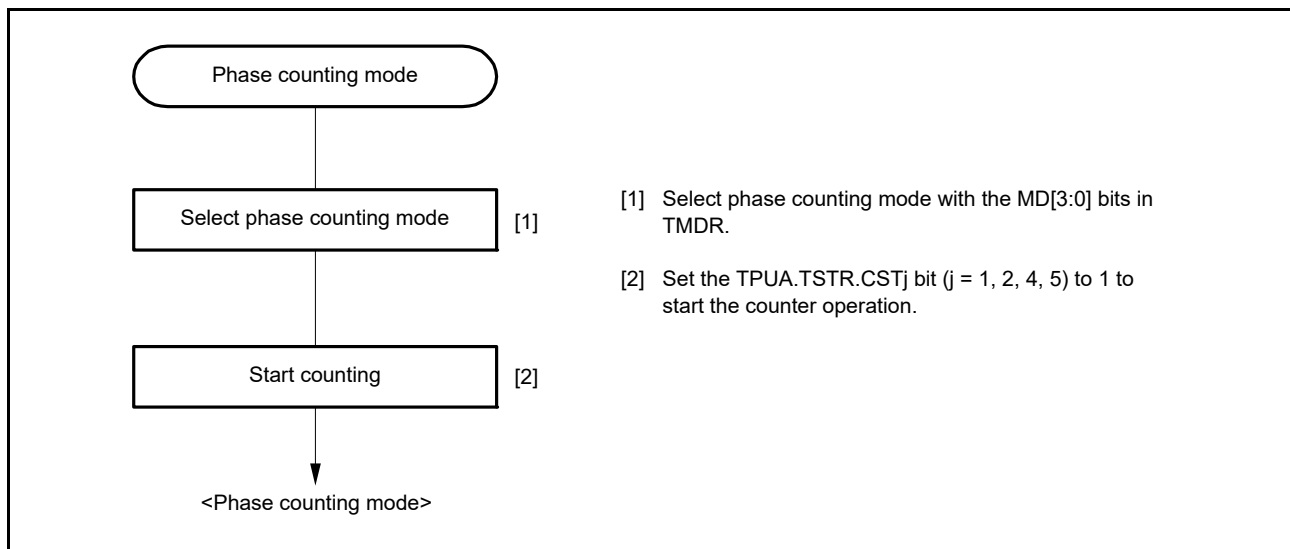 Phase counting mode
Select phase counting mode [1]
Start counting [2]
<Phase counting mode>
[1] Select phase counting mode with the MD[3:0] bits in
TMDR.
[2] Set the TPUA.TSTR.CSTj bit (j = 1, 2, 4, 5) to 1 to
start the counter operation.